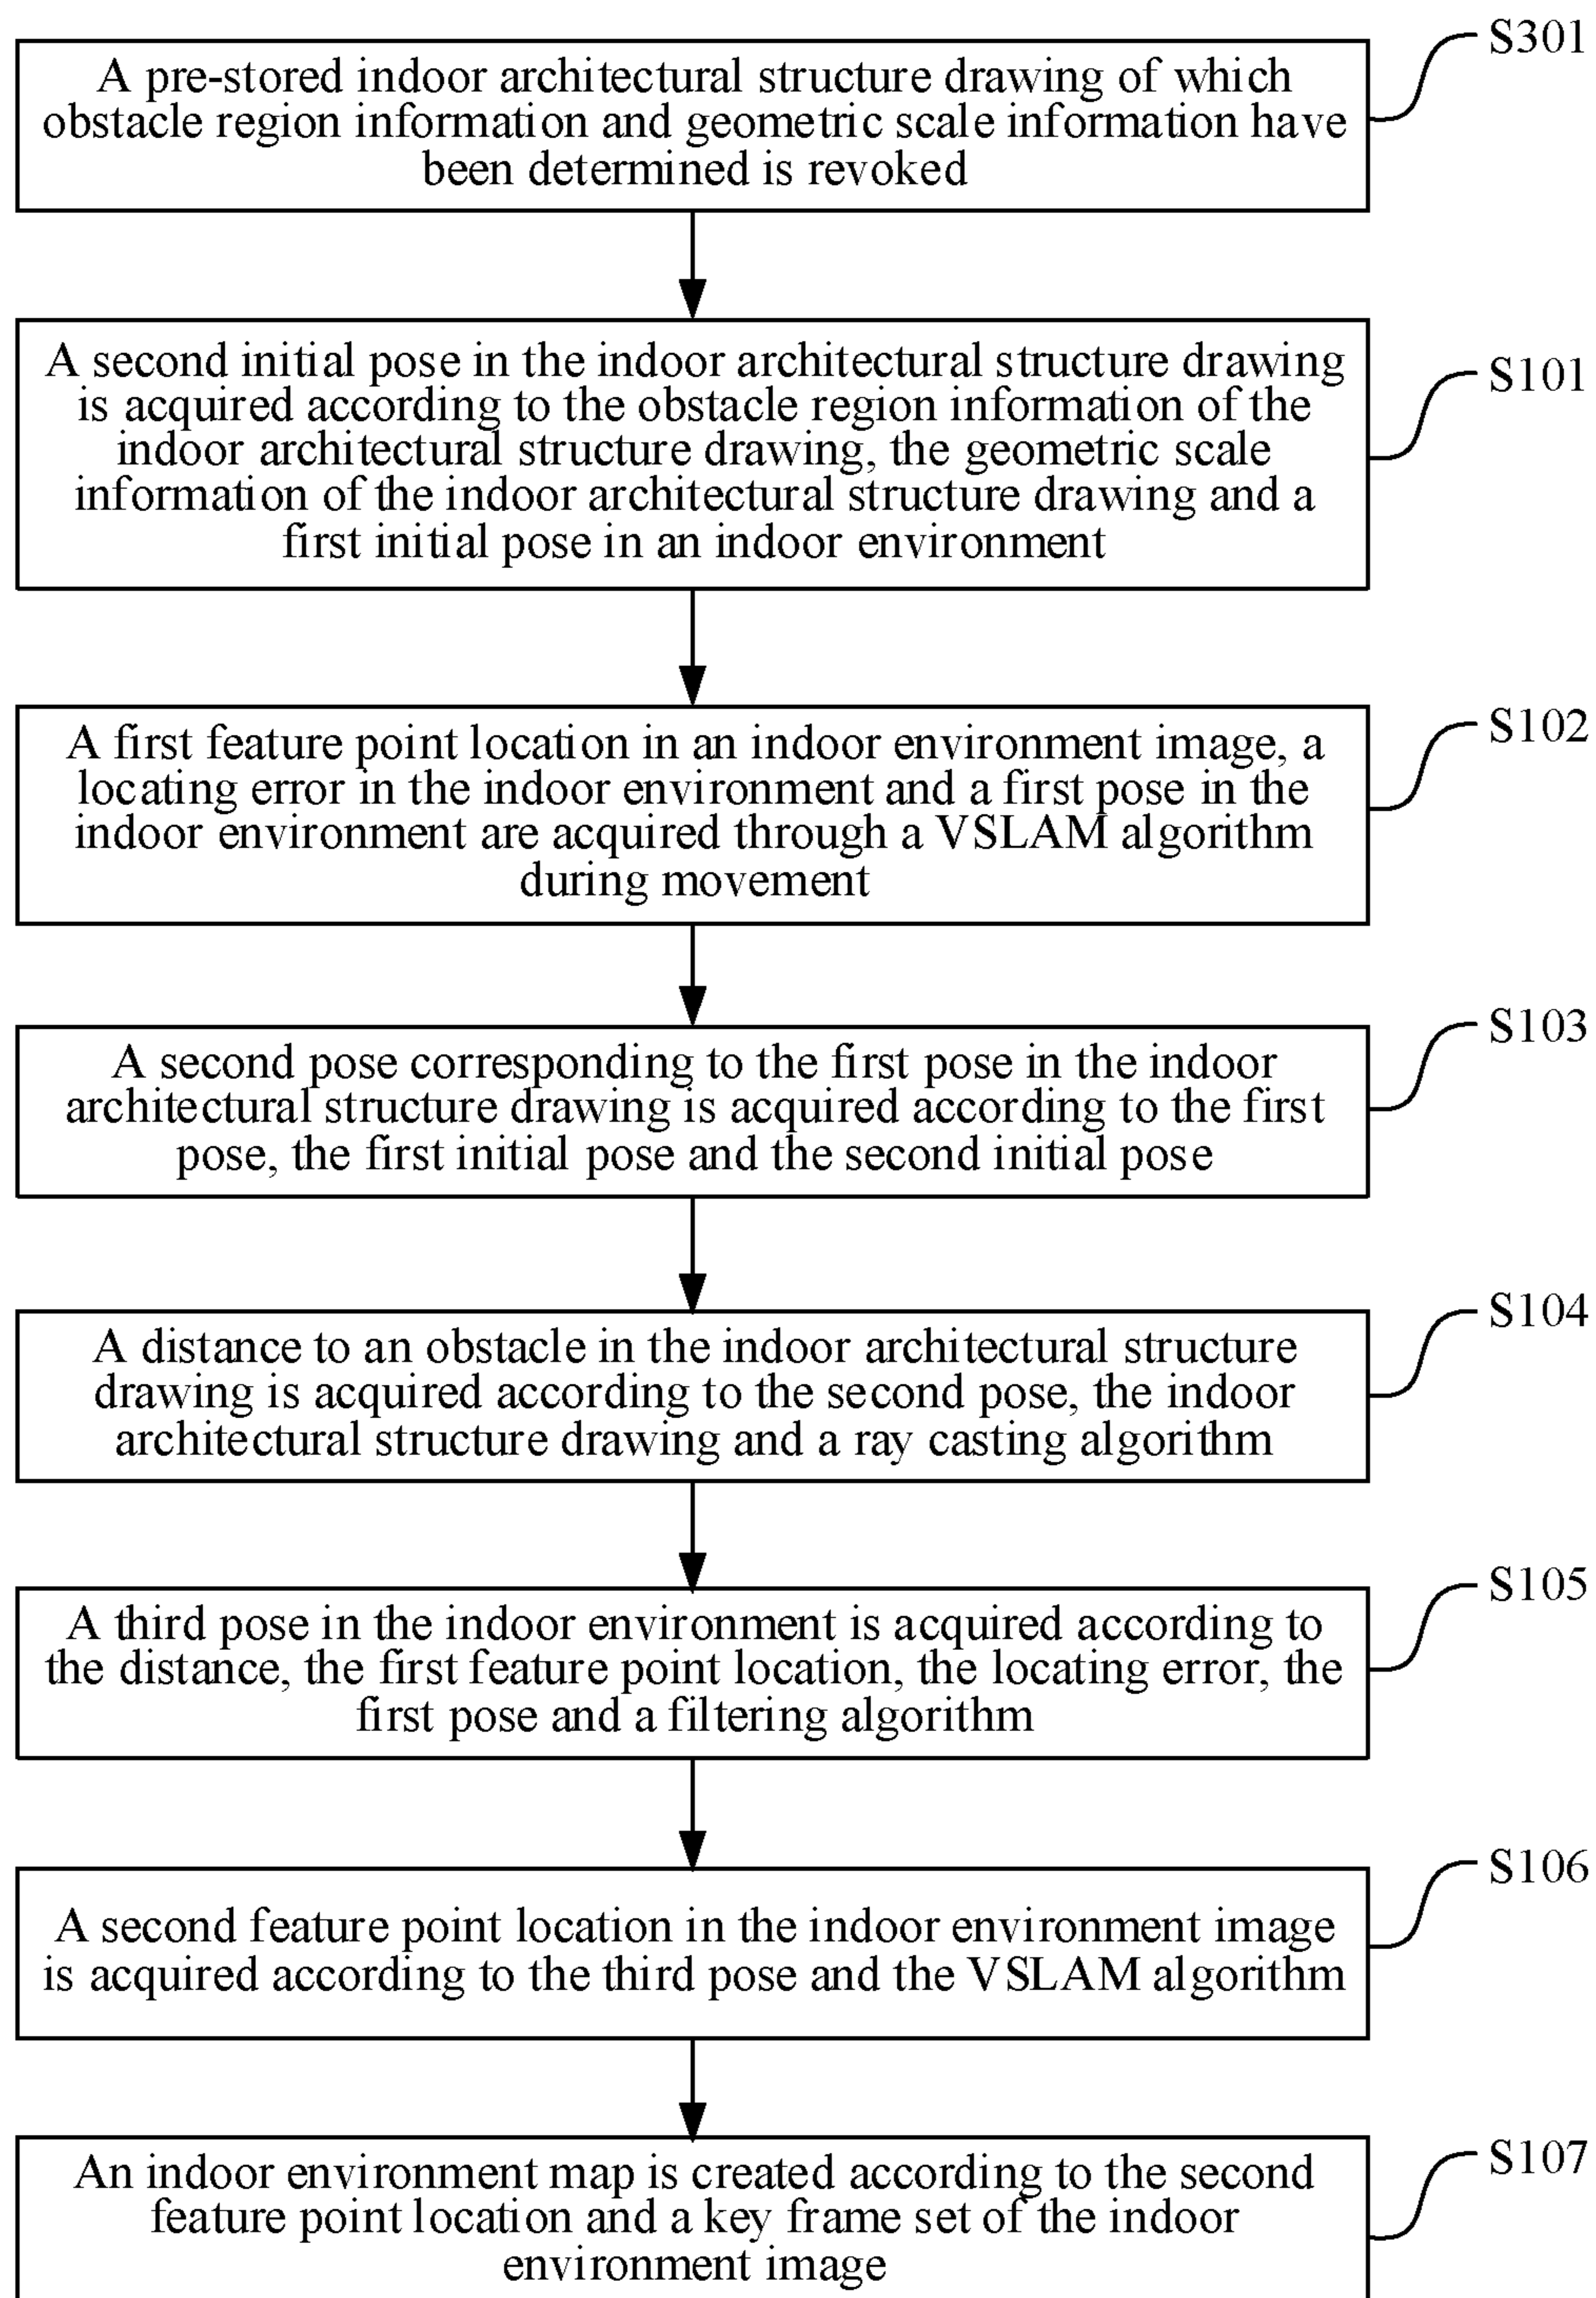 S301
A pre-stored indoor architectural structure drawing of which
obstacle region information and geometric scale information have
been determined is revoked
S101
A second initial pose in the indoor architectural structure drawing
is acquired according to the obstacle region information of the
indoor architectural structure drawing, the geometric scale
information of the indoor architectural structure drawing and a
first initial pose in an indoor environment
S102
A first feature point location in an indoor environment image, a
locating error in the indoor environment and a first pose in the
indoor environment are acquired through a VSLAM algorithm
during movement
S103
A second pose corresponding to the first pose in the indoor
architectural structure drawing is acquired according to the first
pose, the first initial pose and the second initial pose
S104
A distance to an obstacle in the indoor architectural structure
drawing is acquired according to the second pose, the indoor
architectural structure drawing and a ray casting algorithm
S105
A third pose in the indoor environment is acquired according to
the distance, the first feature point location, the locating error, the
first pose and a filtering algorithm
S106
A second feature point location in the indoor environment image
is acquired according to the third pose and the VSLAM algorithm
S107
An indoor environment map is created according to the second
feature point location and a key frame set of the indoor
environment image